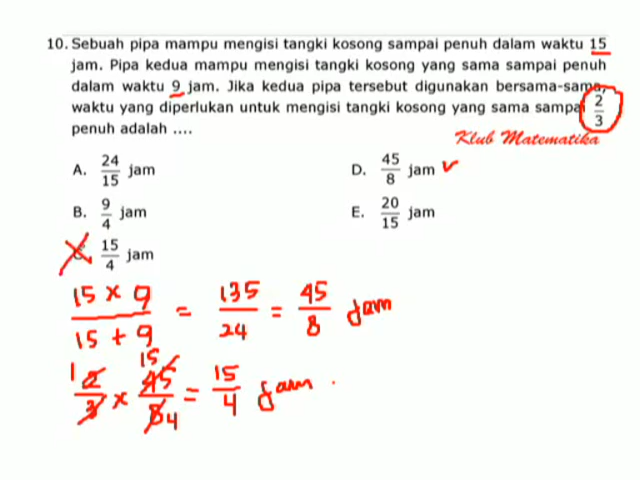 10. Sebuah pipa mampu mengisi tangki kosong sampai penuh dalam waktu 15
jam. Pipa kedua mampu mengisi tangki kosong yang sama sampai penuh
dalam waktu 9 jam. Jika kedua pipa tersebut digunakan bersama-sama,
waktu yang diperlukan untuk mengisi tangki kosong yang sama sampai 2/3
penuh adalah ....
Klub Matematika
A. 24/15 jam
B. 9/4 jam
15/4 jam
D. 45/8 jam ✓
E. 20/15 jam
15 × 9 / 15 + 9 = 135/24 = 45/8 jam
1 2/3 × 15 45/8 4 = 15/4 jam.